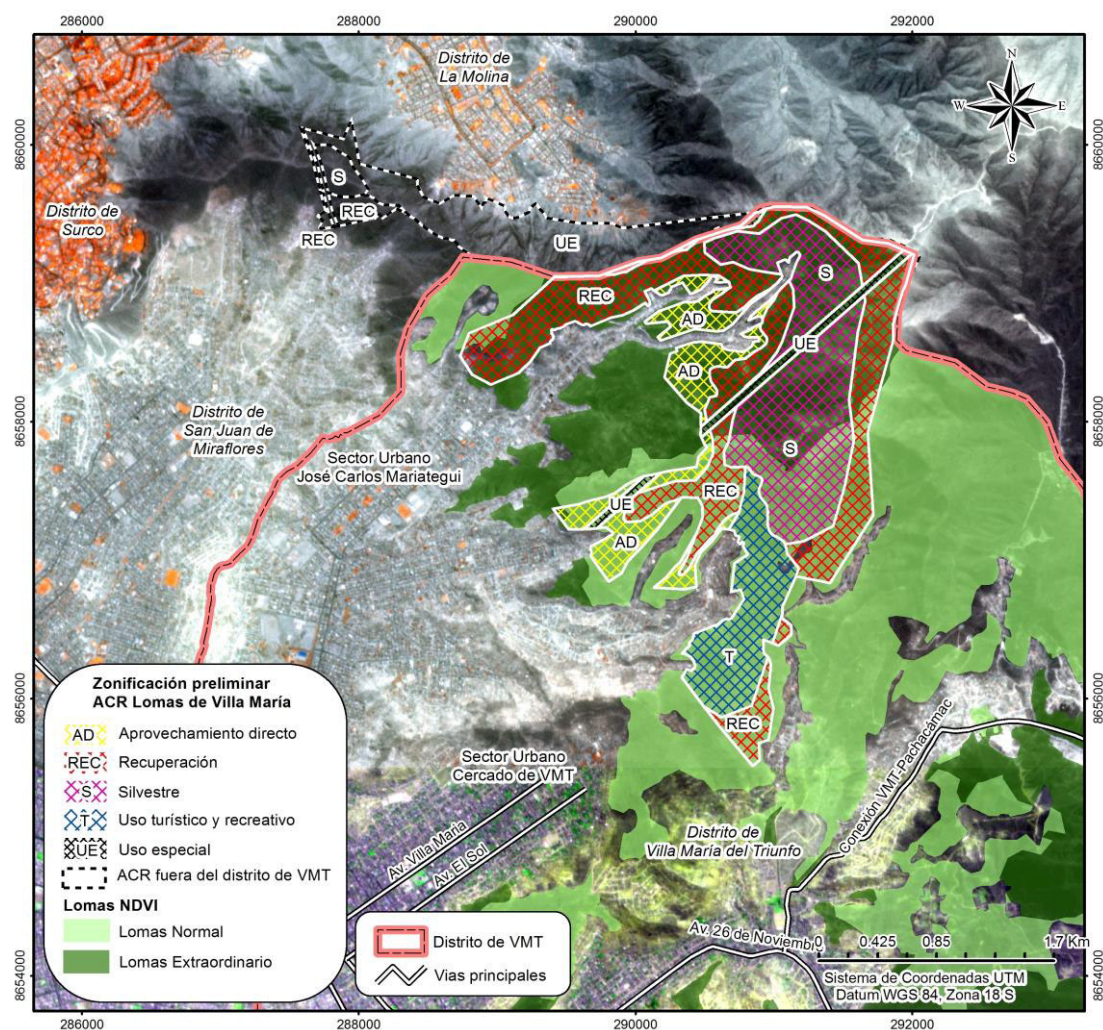 286000
288000
290000
292000
8660000
8658000
8656000
8654000
8660000
8658000
8656000
8654000
N
W
E
S
Distrito de
La Molina
Distrito de
Surco
S
REC
REC
UE
REC
S
AD
UE
AD
Distrito de
San Juan de
Miraflores
Sector Urbano
José Carlos Mariategui
S
UE
REC
AD
T
REC
Sector Urbano
Cercado de VMT
Av. Villa Maria
Av. El Sol
Distrito de
Villa María del Triunfo
Conexión VMT-Pachacámac
Av. 26 de Noviembre
Zonificación preliminar
ACR Lomas de Villa María
AD Aprovechamiento directo
REC Recuperación
S Silvestre
T Uso turístico y recreativo
UE Uso especial
ACR fuera del distrito de VMT
Lomas NDVI
Lomas Normal
Lomas Extraordinario
Distrito de VMT
Vias principales
0 0.425 0.85 1.7 Km
Sistema de Coordenadas UTM
Datum WGS 84, Zona 18 S
286000
288000
290000
292000